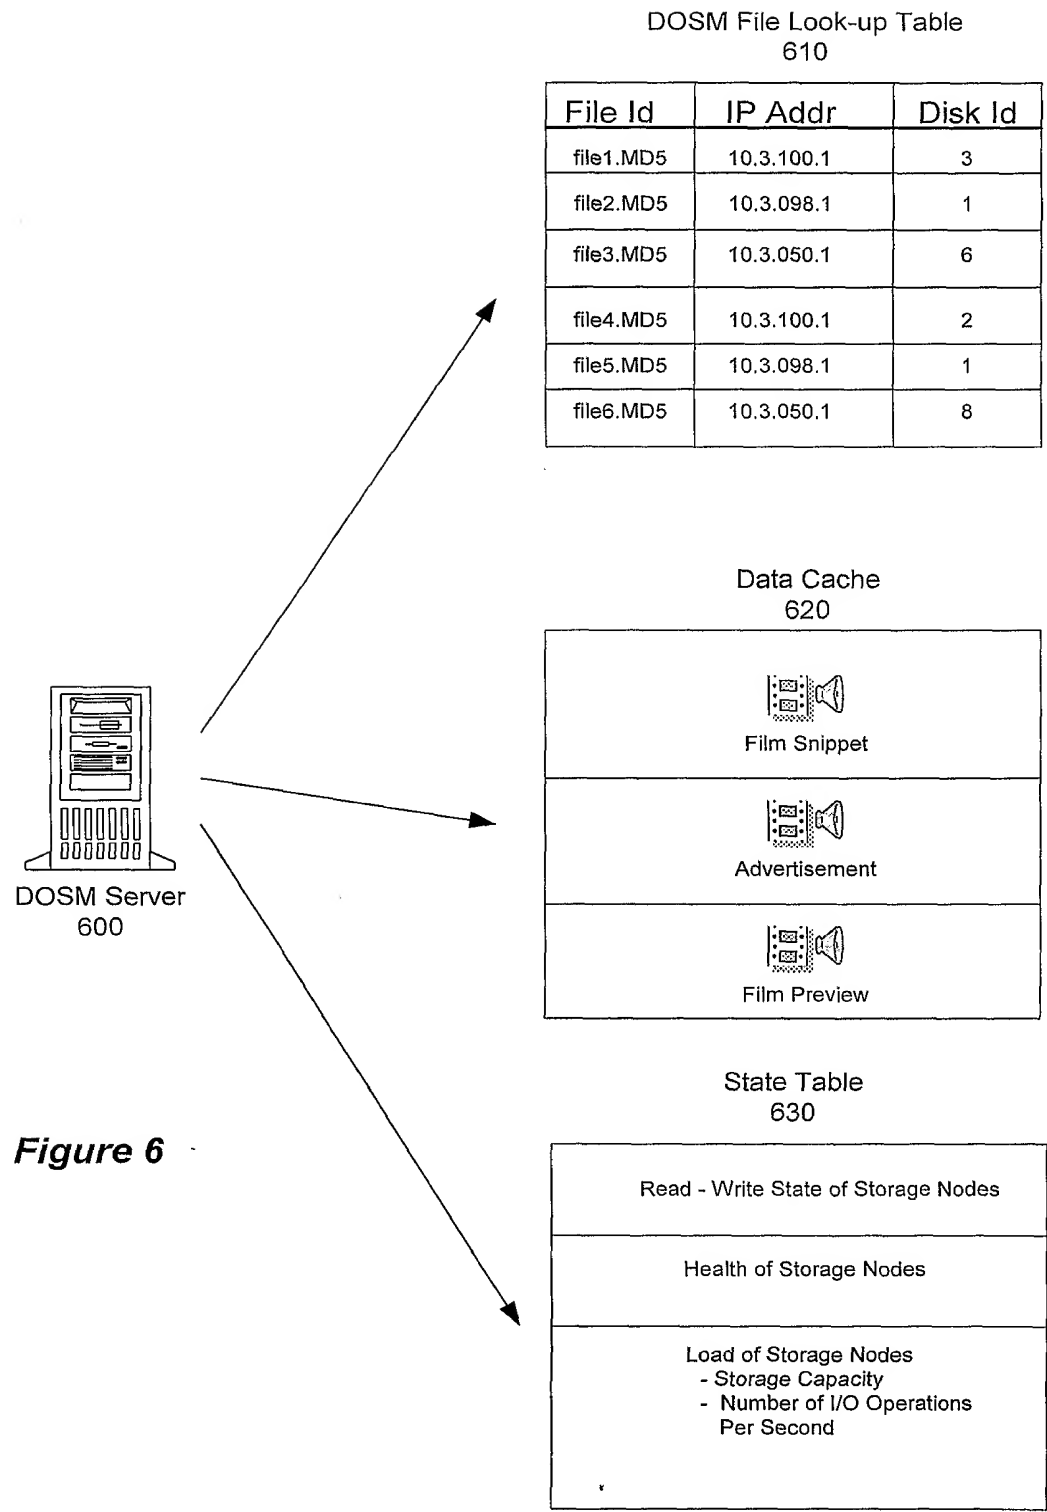 DOSM File Look-up Table
610
File Id IP Addr Disk Id
file1.MD5 10.3.100.1 3
file2.MD5 10.3.098.1 1
file3.MD5 10.3.050.1 6
file4.MD5 10.3.100.1 2
file5.MD5 10.3.098.1 1
file6.MD5 10.3.050.1 8
Data Cache
620
Film Snippet
Advertisement
Film Preview
DOSM Server
600
State Table
630
Read - Write State of Storage Nodes
Health of Storage Nodes
Load of Storage Nodes
- Storage Capacity
- Number of I/O Operations
Per Second
Figure 6